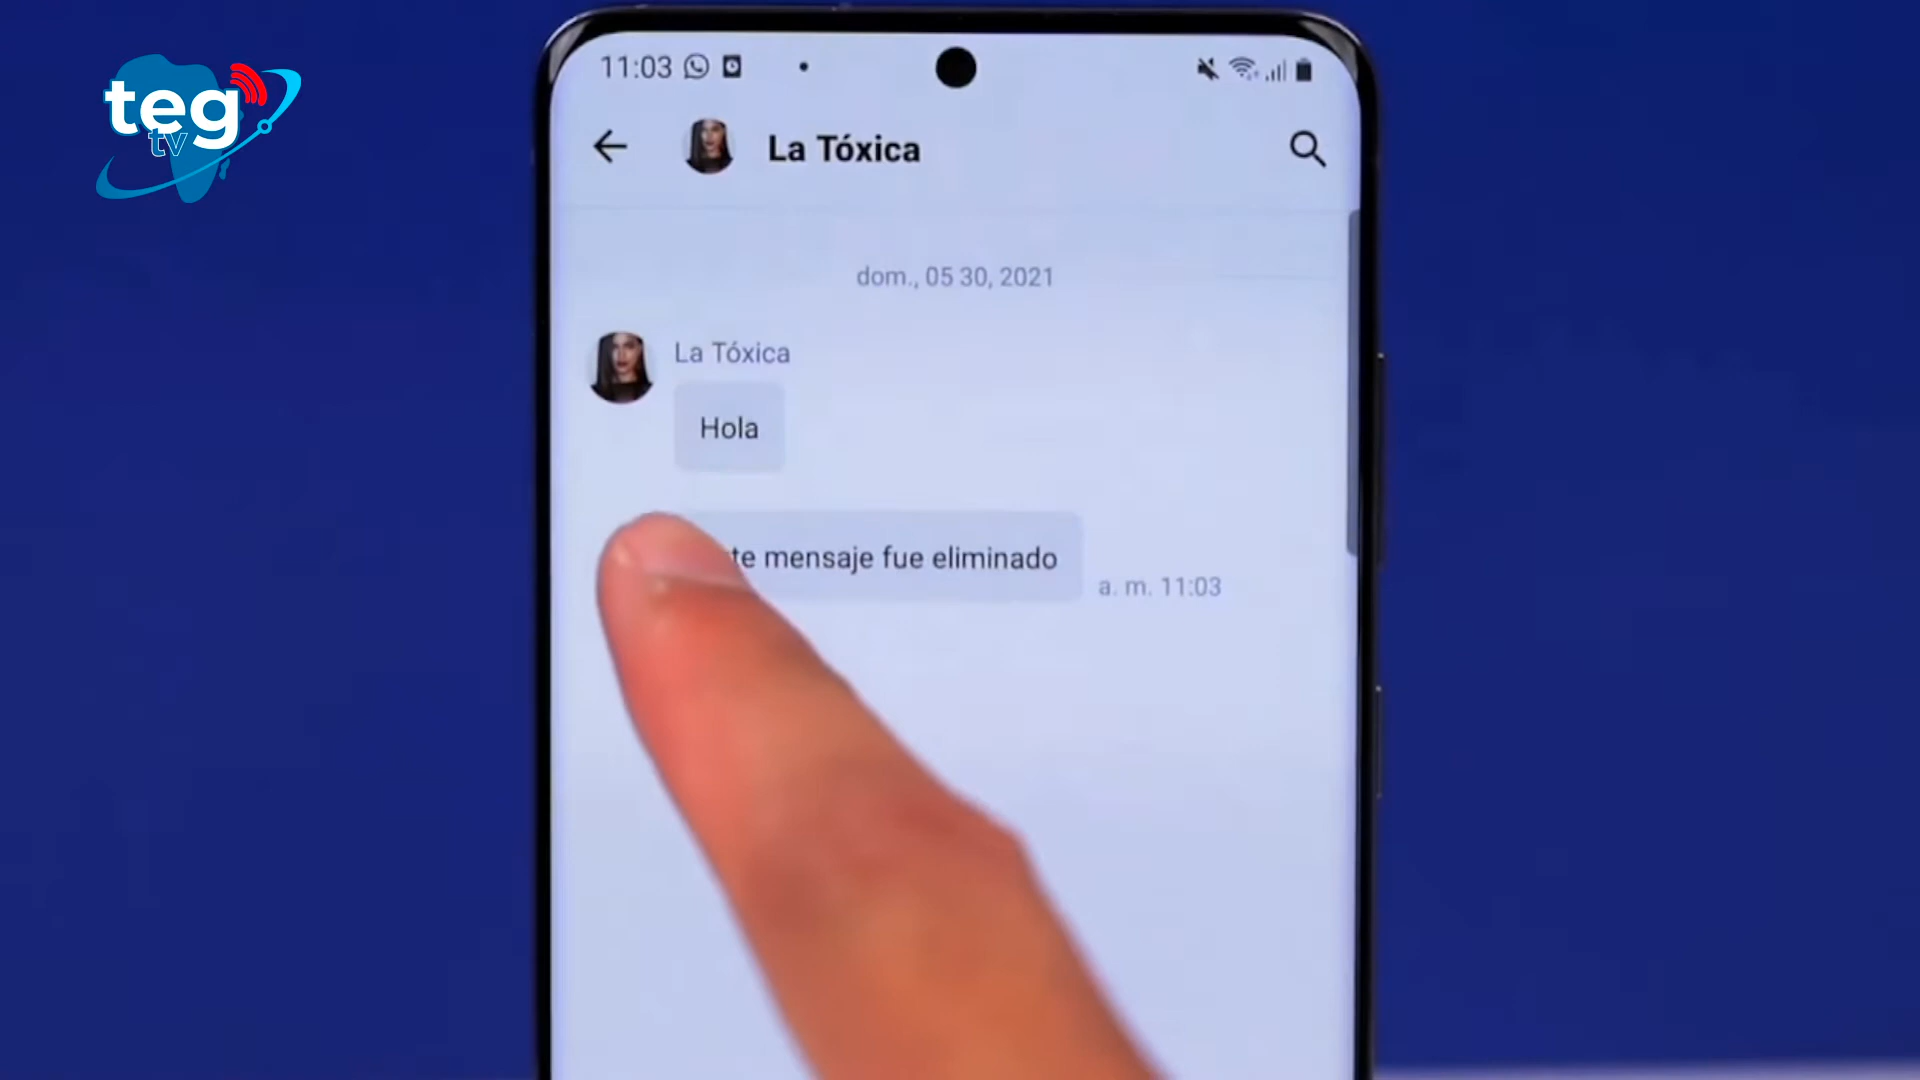 teg
tv
11:03
La Tóxica
dom., 05 30, 2021
La Tóxica
Hola
te mensaje fue eliminado
a. m. 11:03